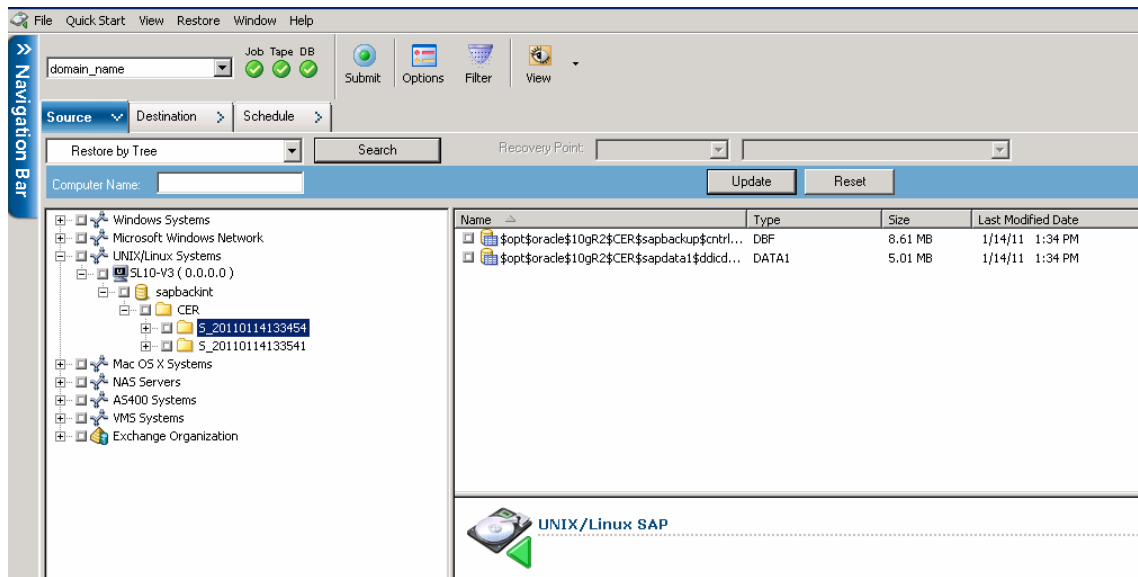 File Quick Start View Restore Window Help
Navigation Bar
domain_name
Job Tape DB
Submit Options Filter View
Source Destination Schedule
Restore by Tree Search Recovery Point:
Computer Name: Update Reset
Windows Systems
Microsoft Windows Network
UNIX/Linux Systems
SL10-V3 ( 0.0.0.0 )
sapbackint
CER
S_20110114133454
S_20110114133541
Mac OS X Systems
NAS Servers
AS400 Systems
VMS Systems
Exchange Organization
Name Type Size Last Modified Date
$opt$oracle$10gR2$CER$sapbackup$cntrl... DBF 8.61 MB 1/14/11 1:34 PM
$opt$oracle$10gR2$CER$sapdata1$ddicd... DATA1 5.01 MB 1/14/11 1:34 PM
UNIX/Linux SAP